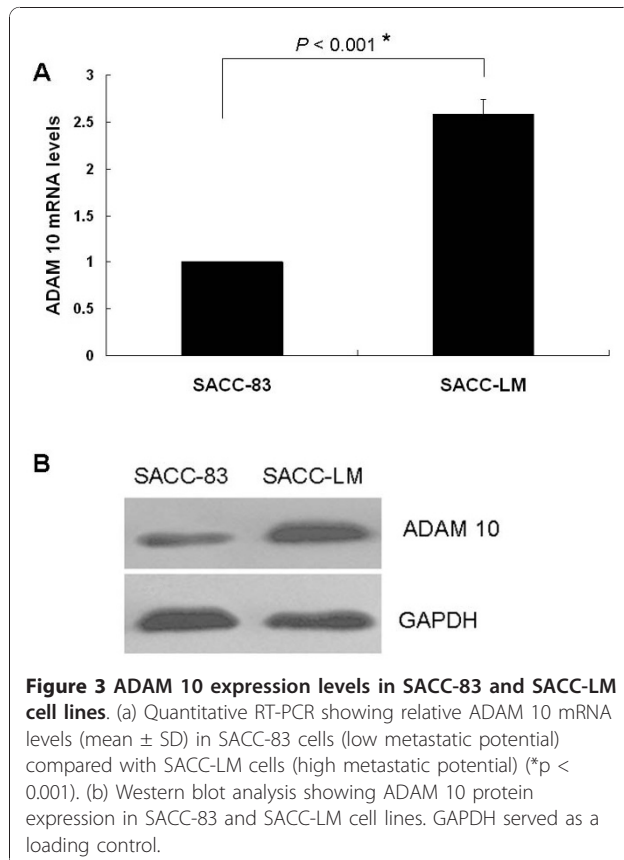 P < 0.001 *
A
ADAM 10 mRNA levels
3
2.5
2
1.5
1
0.5
0
SACC-83
SACC-LM
B
SACC-83 SACC-LM
ADAM 10
GAPDH
Figure 3 ADAM 10 expression levels in SACC-83 and SACC-LM
cell lines. (a) Quantitative RT-PCR showing relative ADAM 10 mRNA
levels (mean ± SD) in SACC-83 cells (low metastatic potential)
compared with SACC-LM cells (high metastatic potential) (*p <
0.001). (b) Western blot analysis showing ADAM 10 protein
expression in SACC-83 and SACC-LM cell lines. GAPDH served as a
loading control.